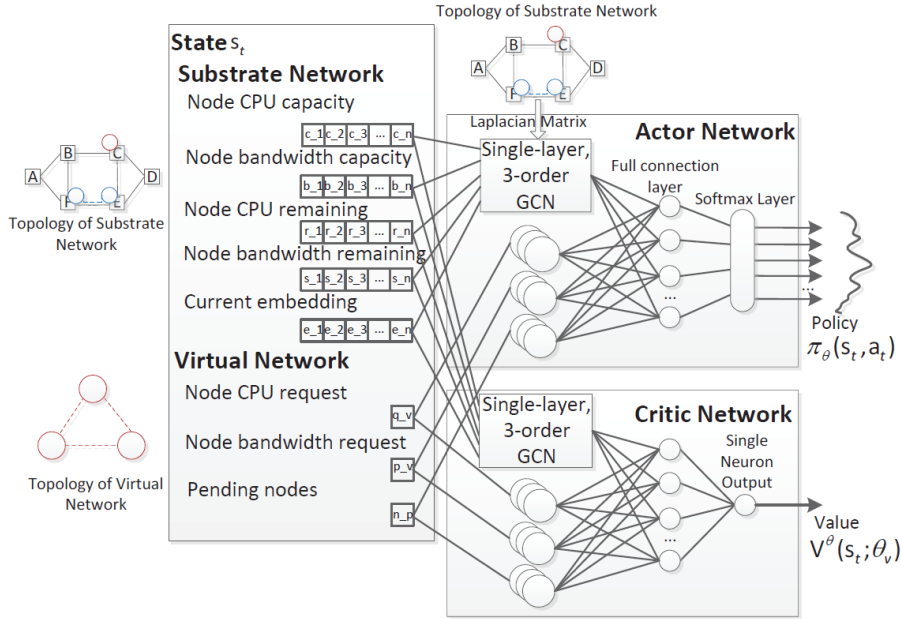 Topology of Substrate Network
B
C
A
D
F
E
Laplacian Matrix
State s_t
Substrate Network
Node CPU capacity
c_1 c_2 c_3 ... c_n
Node bandwidth capacity
b_1 b_2 b_3 ... b_n
Node CPU remaining
r_1 r_2 r_3 ... r_n
Node bandwidth remaining
s_1 s_2 s_3 ... s_n
Current embedding
e_1 e_2 e_3 ... e_n
Virtual Network
Node CPU request
q_v
Node bandwidth request
p_v
Pending nodes
n_p
B
C
A
D
F
E
Topology of Substrate
Network
Topology of Virtual
Network
Actor Network
Single-layer,
3-order
GCN
Full connection
layer
...
Softmax Layer
...
Policy
π_θ(s_t,a_t)
Critic Network
Single-layer,
3-order
GCN
...
Single
Neuron
Output
Value
V^θ(s_t;θ_v)